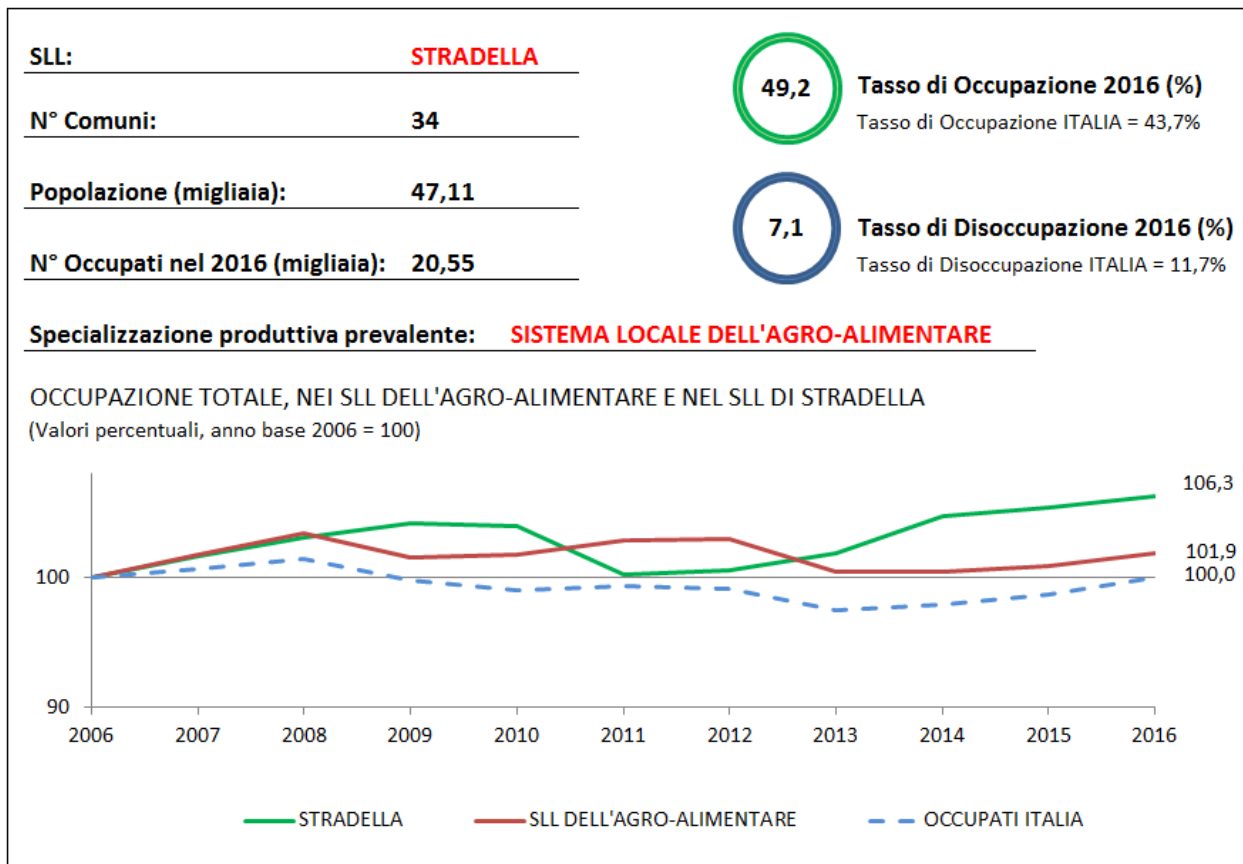 SLL: STRADELLA
N° Comuni: 34
Popolazione (migliaia): 47,11
N° Occupati nel 2016 (migliaia): 20,55
49,2
Tasso di Occupazione 2016 (%)
Tasso di Occupazione ITALIA = 43,7%
7,1
Tasso di Disoccupazione 2016 (%)
Tasso di Disoccupazione ITALIA = 11,7%
Specializzazione produttiva prevalente: SISTEMA LOCALE DELL'AGRO-ALIMENTARE
OCCUPAZIONE TOTALE, NEI SLL DELL'AGRO-ALIMENTARE E NEL SLL DI STRADELLA
(Valori percentuali, anno base 2006 = 100)
106,3
101,9
100,0
100
90
2006 2007 2008 2009 2010 2011 2012 2013 2014 2015 2016
STRADELLA SLL DELL'AGRO-ALIMENTARE OCCUPATI ITALIA